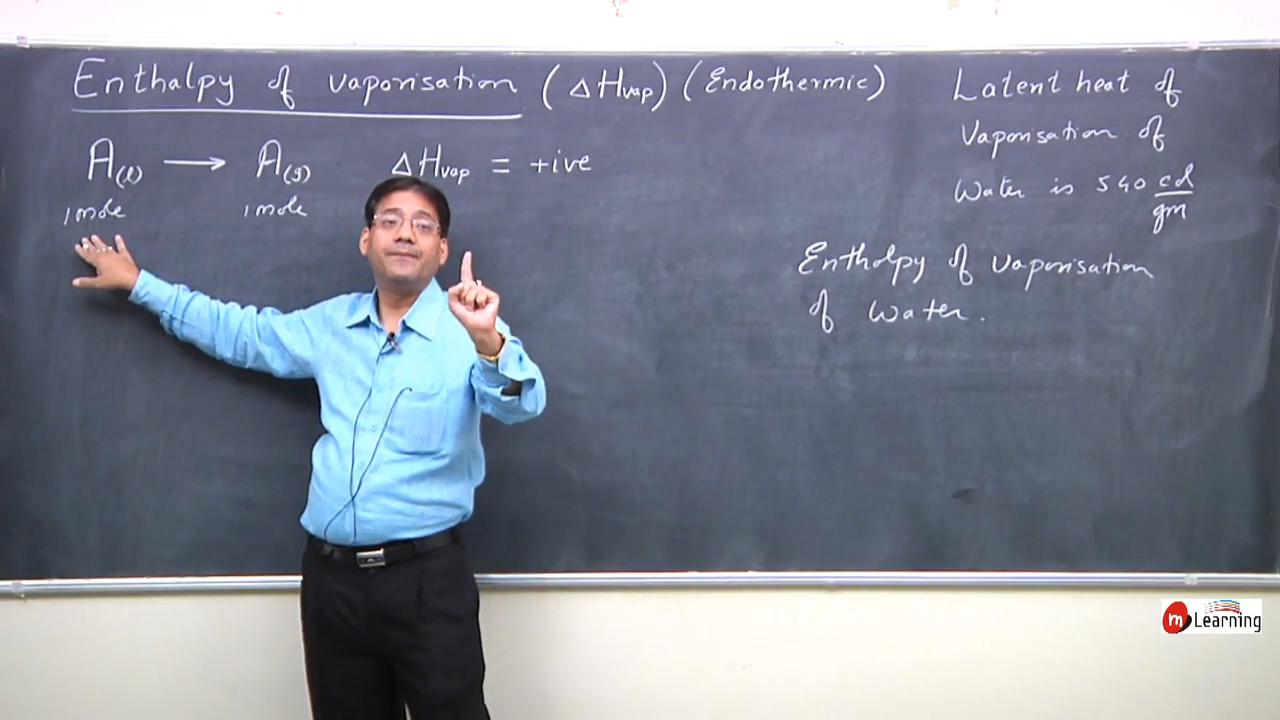 Enthalpy of vaporisation (ΔHvap) (Endothermic)
A(l) ⟶ A(g) ΔHvap = +ive
1 mole 1 mole
Latent heat of
Vaporisation of
Water is 540 cal/gm
Enthalpy of vaporisation
of water.
m Learning